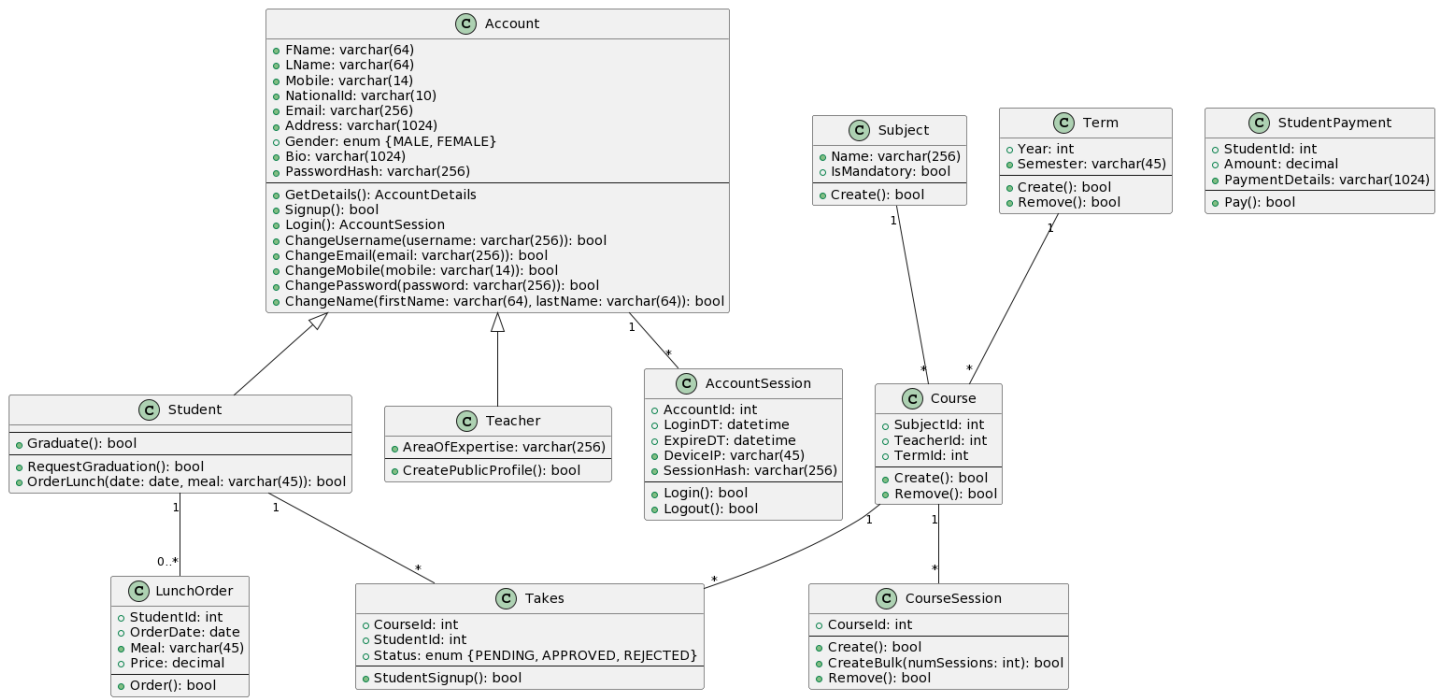 C Account
FName: varchar(64)
LName: varchar(64)
Mobile: varchar(14)
NationalId: varchar(10)
Email: varchar(256)
Address: varchar(1024)
Gender: enum {MALE, FEMALE}
Bio: varchar(1024)
PasswordHash: varchar(256)
GetDetails(): AccountDetails
Signup(): bool
Login(): AccountSession
ChangeUsername(username: varchar(256)): bool
ChangeEmail(email: varchar(256)): bool
ChangeMobile(mobile: varchar(14)): bool
ChangePassword(password: varchar(256)): bool
ChangeName(firstName: varchar(64), lastName: varchar(64)): bool
C Subject
Name: varchar(256)
IsMandatory: bool
Create(): bool
C Term
Year: int
Semester: varchar(45)
Create(): bool
Remove(): bool
C StudentPayment
StudentId: int
Amount: decimal
PaymentDetails: varchar(1024)
Pay(): bool
1
1
1
*
*
*
C Student
Graduate(): bool
RequestGraduation(): bool
OrderLunch(date: date, meal: varchar(45)): bool
C Teacher
AreaOfExpertise: varchar(256)
CreatePublicProfile(): bool
C AccountSession
AccountId: int
LoginDT: datetime
ExpireDT: datetime
DeviceIP: varchar(45)
SessionHash: varchar(256)
Login(): bool
Logout(): bool
C Course
SubjectId: int
TeacherId: int
TermId: int
Create(): bool
Remove(): bool
1
1
1
1
0..*
*
*
*
C LunchOrder
StudentId: int
OrderDate: date
Meal: varchar(45)
Price: decimal
Order(): bool
C Takes
CourseId: int
StudentId: int
Status: enum {PENDING, APPROVED, REJECTED}
StudentSignup(): bool
C CourseSession
CourseId: int
Create(): bool
CreateBulk(numSessions: int): bool
Remove(): bool